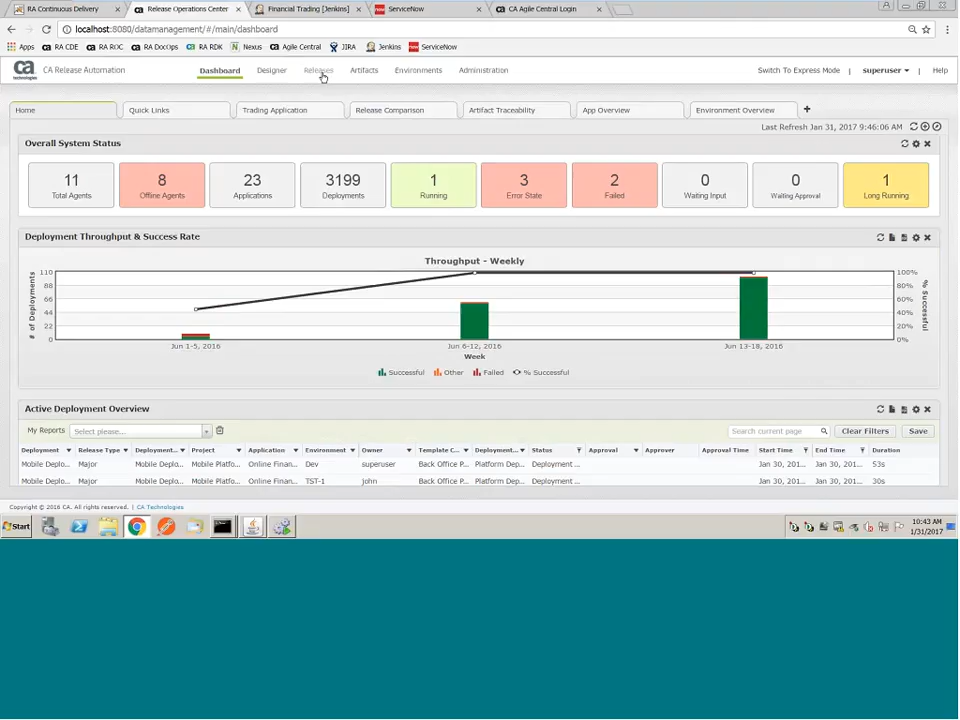 RA Continuous Delivery
Release Operations Center
Financial Trading [Jenkins]
ServiceNow
CA Agile Central Login
localhost:8080/datamanagement/#/main/dashboard
Apps RA CDE RA ROC RA DocOps RA RDK Nexus Agile Central JIRA Jenkins ServiceNow
ca technologies CA Release Automation Dashboard Designer Releases Artifacts Environments Administration Switch To Express Mode | superuser | Help
Home Quick Links Trading Application Release Comparison Artifact Traceability App Overview Environment Overview +
Last Refresh Jan 31, 2017 9:46:06 AM
Overall System Status
11 8 23 3199 1 3 2 0 0 1
Total Agents Offline Agents Applications Deployments Running Error State Failed Waiting Input Waiting Approval Long Running
Deployment Throughput & Success Rate
Throughput - Weekly
# of Deployments
110
88
66
44
22
0
100%
80%
60%
40%
20%
0%
% Successful
Jun 1-5, 2016 Jun 6-12, 2016 Jun 13-18, 2016
Week
Successful Other Failed % Successful
Active Deployment Overview
My Reports Select please... Search current page Clear Filters Save
Deployment Release Type Deployment... Project Application Environment Owner Template C... Deployment... Status Approval Approver Approval Time Start Time End Time Duration
Mobile Deplo... Major Mobile Deplo... Mobile Platfo... Online Finan... Dev superuser Back Office P... Platform Dep... Deployment ... Jan 30, 201... Jan 30, 201... 53s
Mobile Deplo... Major Mobile Deplo... Mobile Platfo... Online Finan... TST-1 john Back Office P... Platform Dep... Deployment ... Jan 30, 201... Jan 30, 201... 30s
Copyright © 2016 CA. All rights reserved. | CA Technologies
Start
10:43 AM
1/31/2017